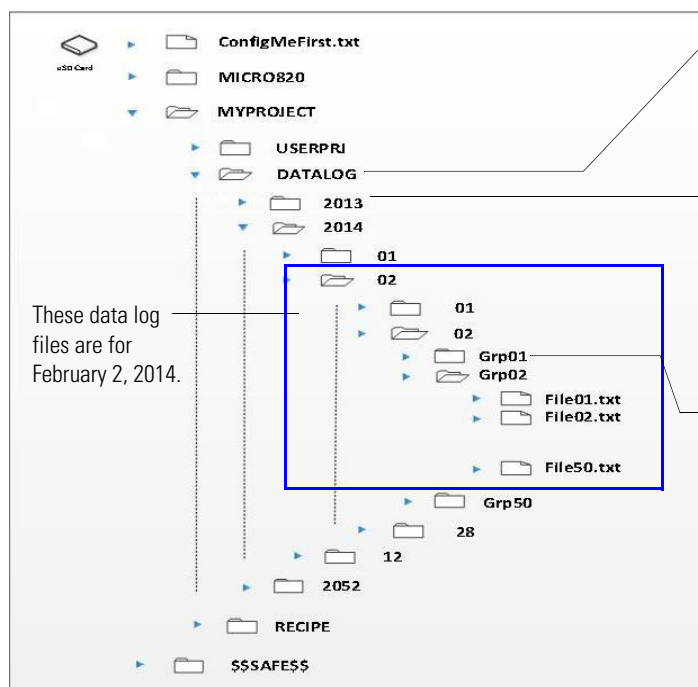 ConfigMeFirst.txt
uSD Card
MICRO820
MYPROJECT
USERPRJ
DATALOG
2013
2014
01
02
These data log
files are for
February 2, 2014.
01
02
Grp01
Grp02
File01.txt
File02.txt
File50.txt
Grp50
28
12
2052
RECIPE
$$SAFE$$